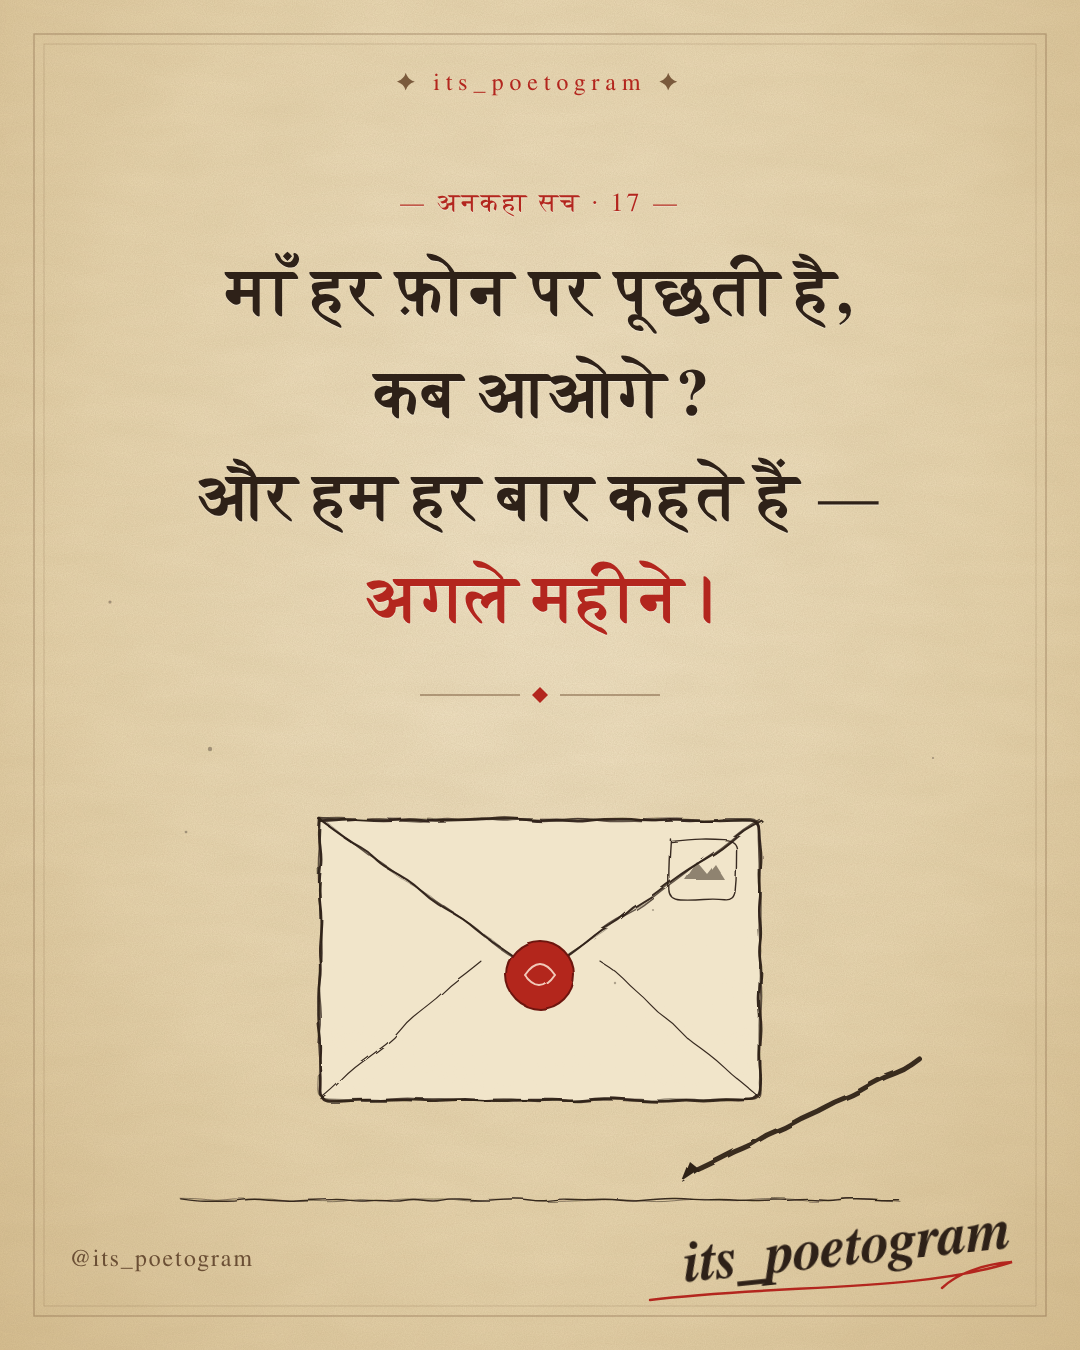 ✦ its_poetogram ✦
— अनकहा सच · 17 —
माँ हर फ़ोन पर पूछती है,
कब आओगे ?
और हम हर बार कहते हैं —
अगले महीने।
@its_poetogram
its_poetogram